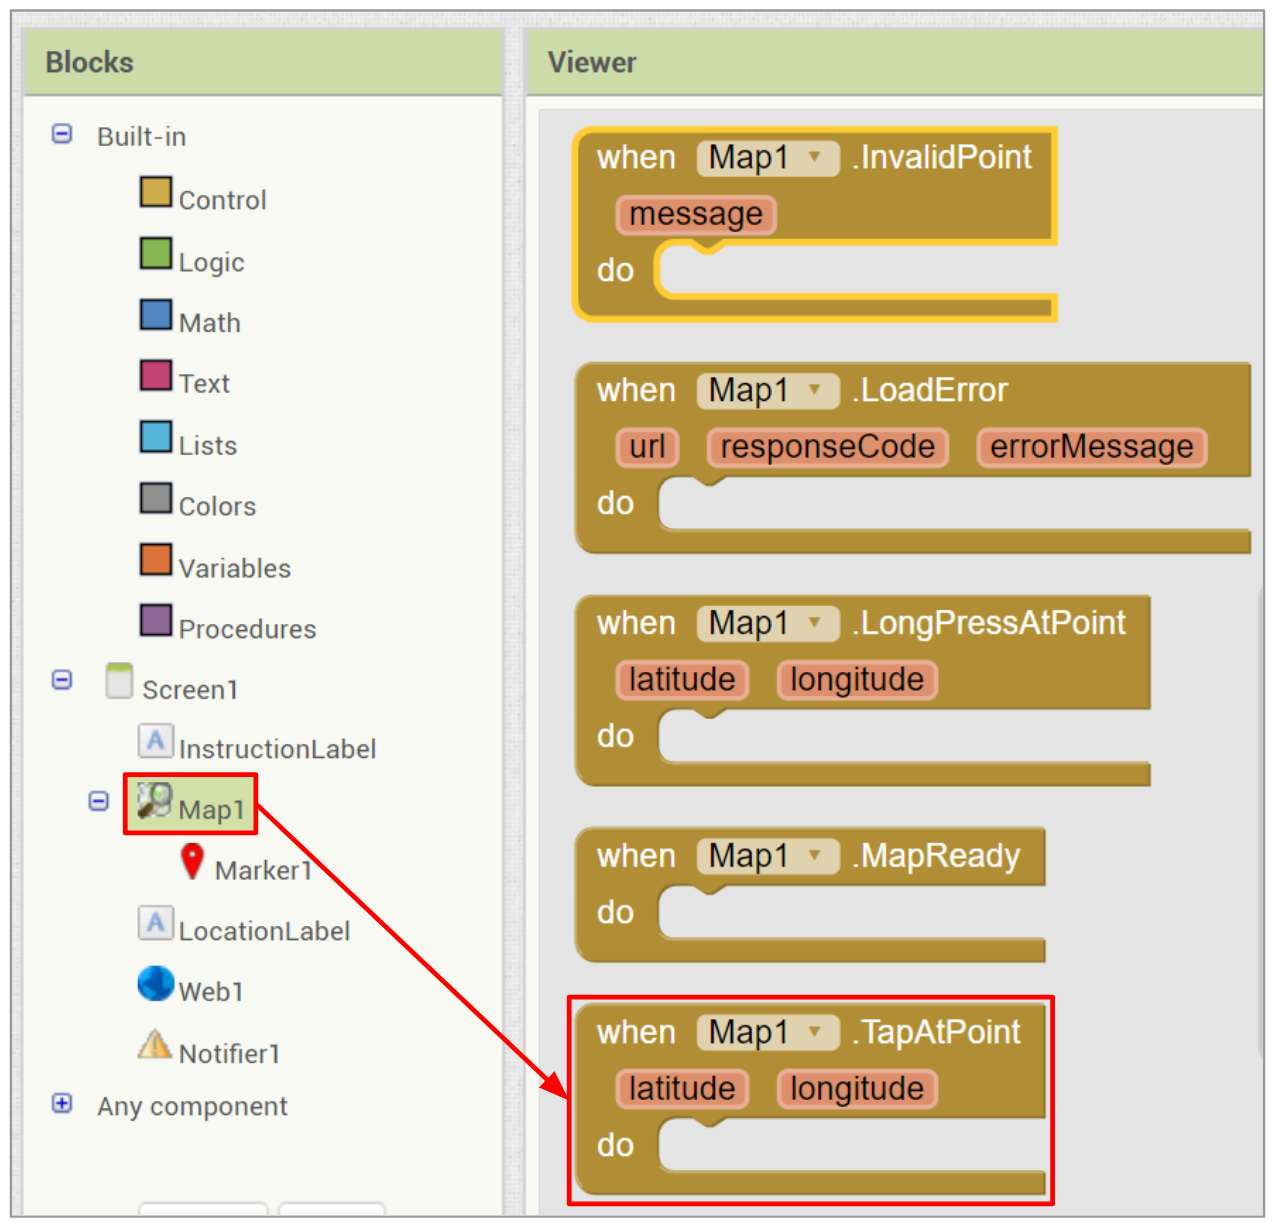 Blocks
Built-in
Control
Logic
Math
Text
Lists
Colors
Variables
Procedures
Screen1
InstructionLabel
Map1
Marker1
LocationLabel
Web1
Notifier1
Any component
Viewer
when Map1 .InvalidPoint
message
do
when Map1 .LoadError
url responseCode errorMessage
do
when Map1 .LongPressAtPoint
latitude longitude
do
when Map1 .MapReady
do
when Map1 .TapAtPoint
latitude longitude
do